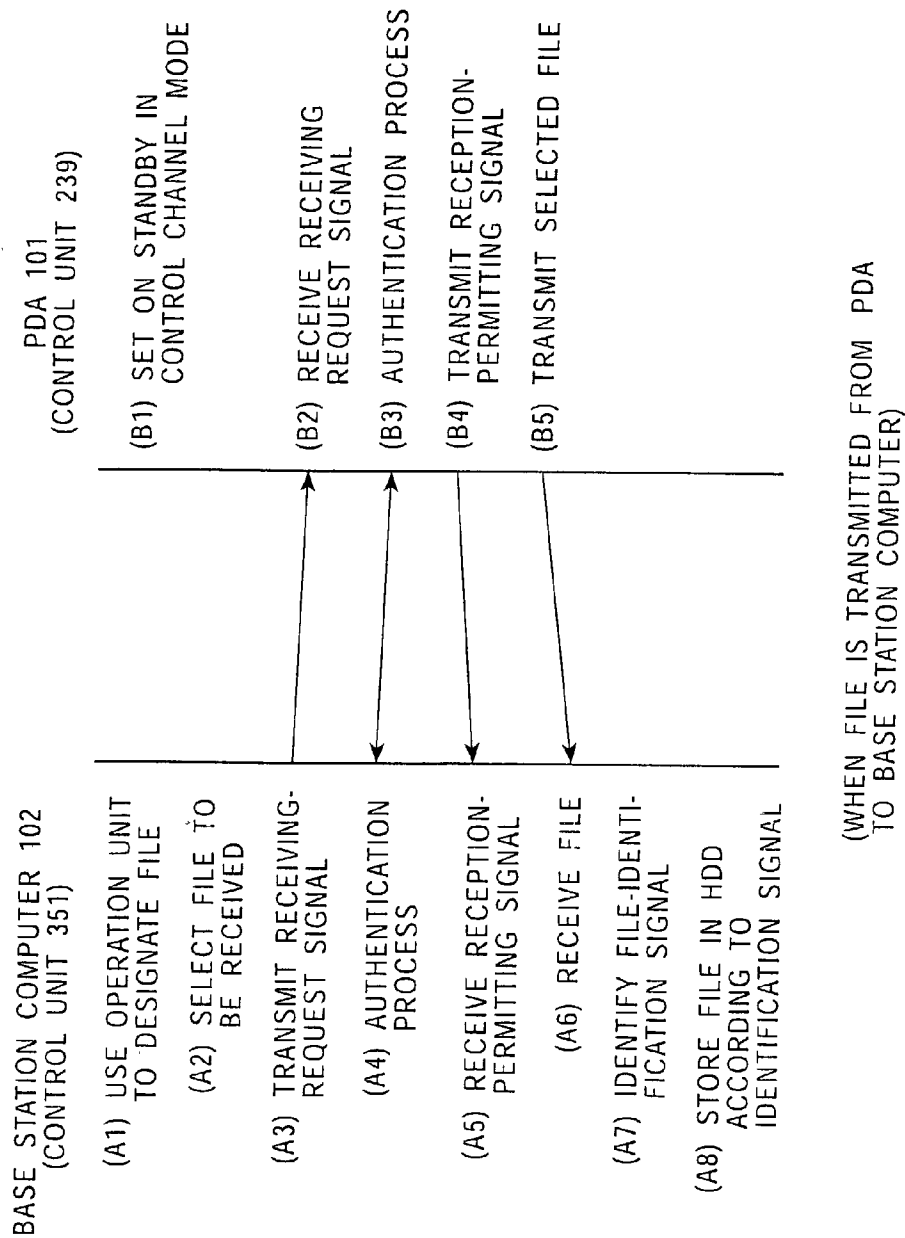 BASE STATION COMPUTER 102
(CONTROL UNIT 351)
(A1) USE OPERATION UNIT
TO DESIGNATE FILE
(A2) SELECT FILE TO
BE RECEIVED
(A3) TRANSMIT RECEIVING-
REQUEST SIGNAL
(A4) AUTHENTICATION
PROCESS
(A5) RECEIVE RECEPTION-
PERMITTING SIGNAL
(A6) RECEIVE FILE
(A7) IDENTIFY FILE-IDENTI-
FICATION SIGNAL
(A8) STORE FILE IN HDD
ACCORDING TO
IDENTIFICATION SIGNAL
PDA 101
(CONTROL UNIT 239)
(B1) SET ON STANDBY IN
CONTROL CHANNEL MODE
(B2) RECEIVE RECEIVING
REQUEST SIGNAL
(B3) AUTHENTICATION PROCESS
(B4) TRANSMIT RECEPTION-
PERMITTING SIGNAL
(B5) TRANSMIT SELECTED FILE
(WHEN FILE IS TRANSMITTED FROM PDA
TO BASE STATION COMPUTER)